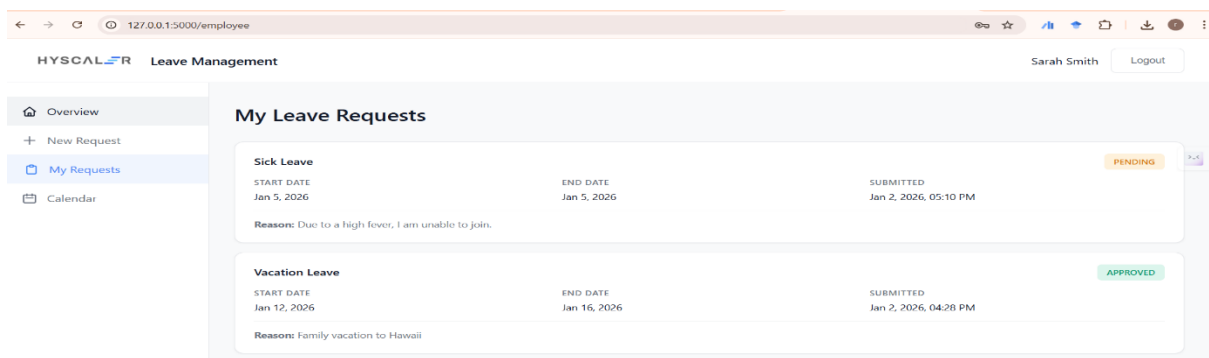 127.0.0.1:5000/employee
HYSCALER Leave Management Sarah Smith Logout
Overview
New Request
My Requests
Calendar
My Leave Requests
Sick Leave PENDING
START DATE END DATE SUBMITTED
Jan 5, 2026 Jan 5, 2026 Jan 2, 2026, 05:10 PM
Reason: Due to a high fever, I am unable to join.
Vacation Leave APPROVED
START DATE END DATE SUBMITTED
Jan 12, 2026 Jan 16, 2026 Jan 2, 2026, 04:28 PM
Reason: Family vacation to Hawaii